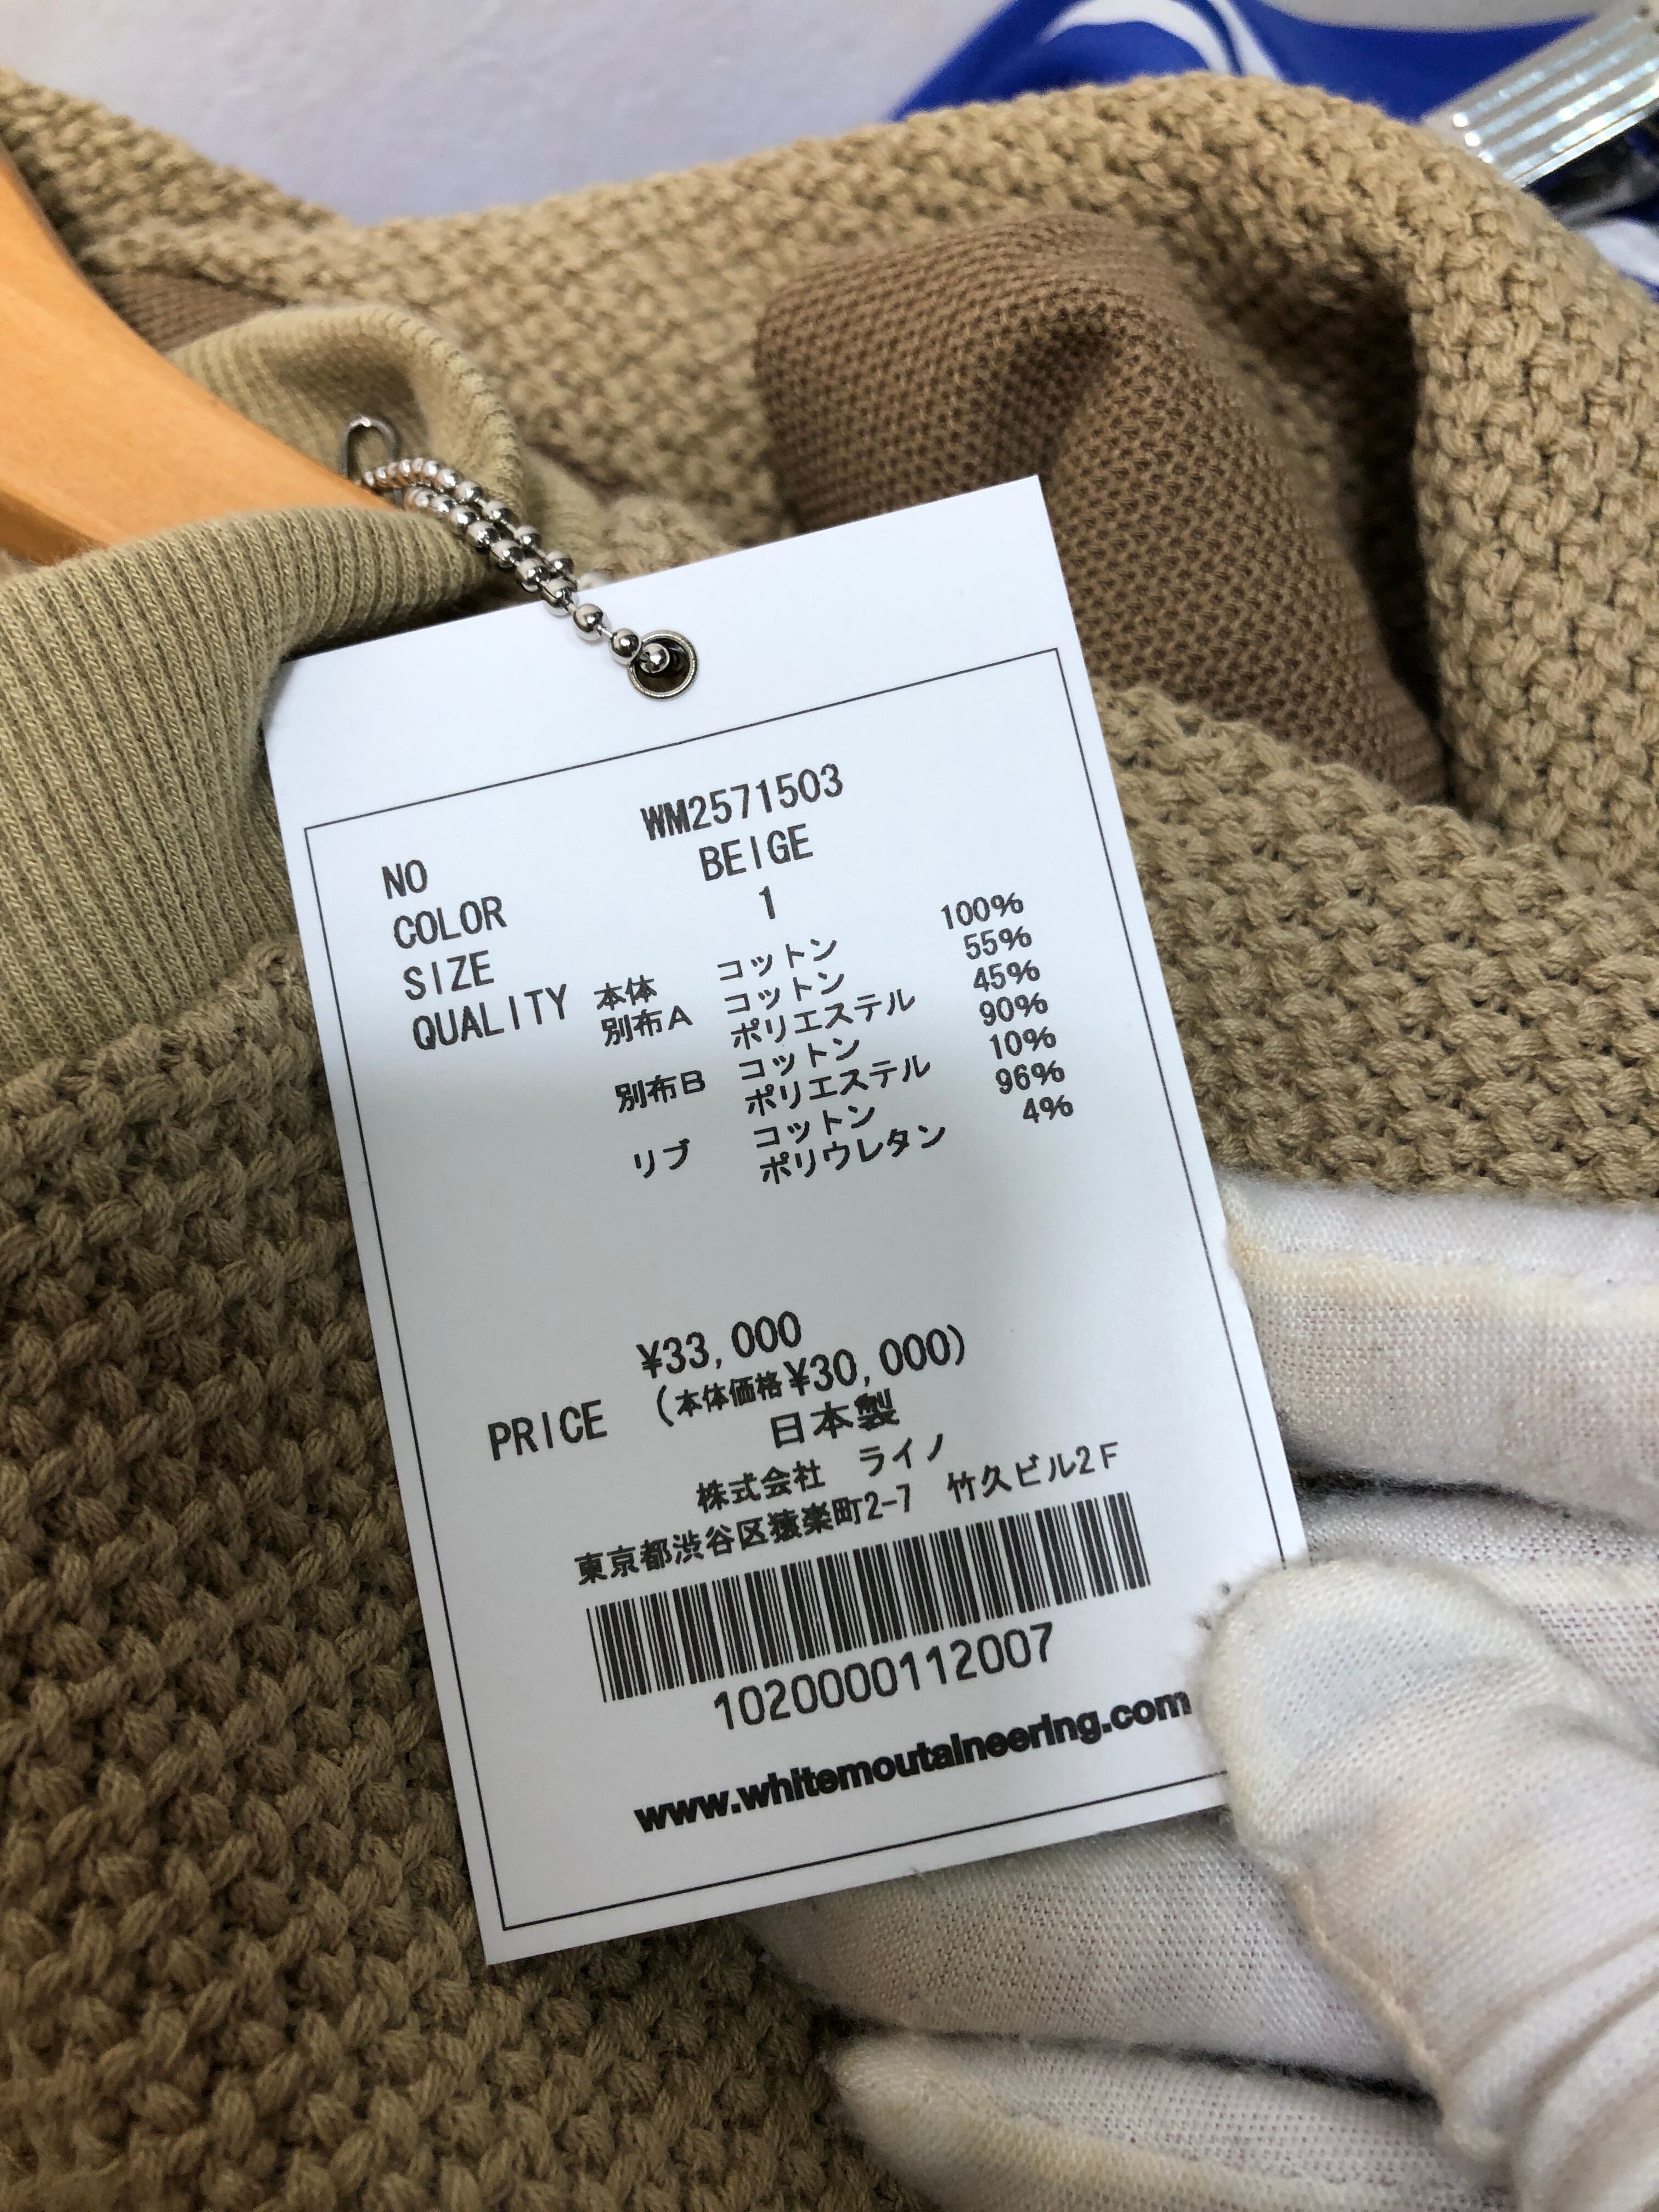 NO WM2571503
COLOR BEIGE
SIZE 1
QUALITY 本体 コットン 100%
別布A コットン 55%
ポリエステル 45%
別布B コットン 90%
ポリエステル 10%
リブ コットン 96%
ポリウレタン 4%
¥33,000
PRICE (本体価格¥30,000)
日本製
株式会社 ライノ
東京都渋谷区猿楽町2-7 竹久ビル2F
1020000112007
www.whitemoutaineering.com